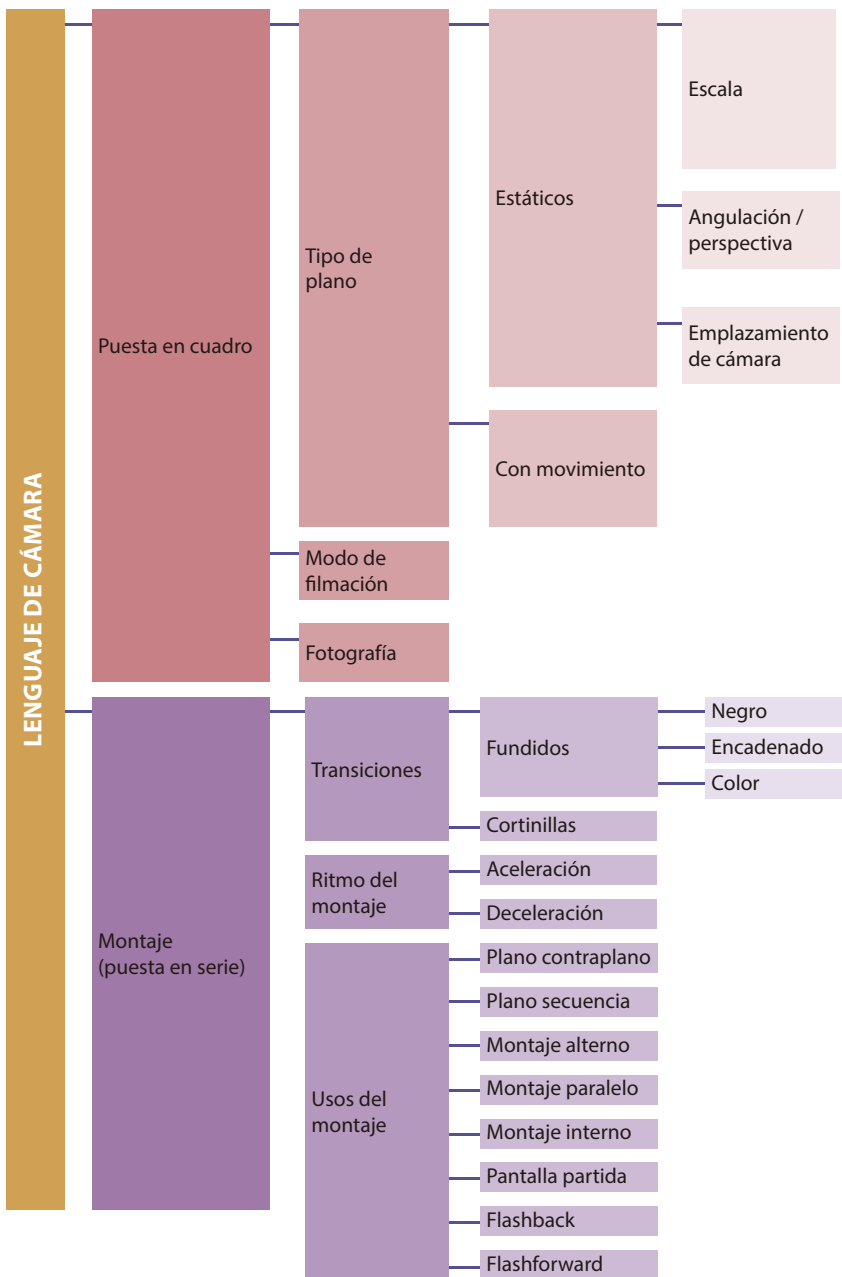 LENGUAJE DE CÁMARA
Puesta en cuadro
Tipo de
plano
Estáticos
Escala
Angulación /
perspectiva
Emplazamiento
de cámara
Con movimiento
Modo de
filmación
Fotografía
Montaje
(puesta en serie)
Transiciones
Fundidos
Negro
Encadenado
Color
Cortinillas
Ritmo del
montaje
Aceleración
Deceleración
Usos del
montaje
Plano contraplano
Plano secuencia
Montaje alterno
Montaje paralelo
Montaje interno
Pantalla partida
Flashback
Flashforward